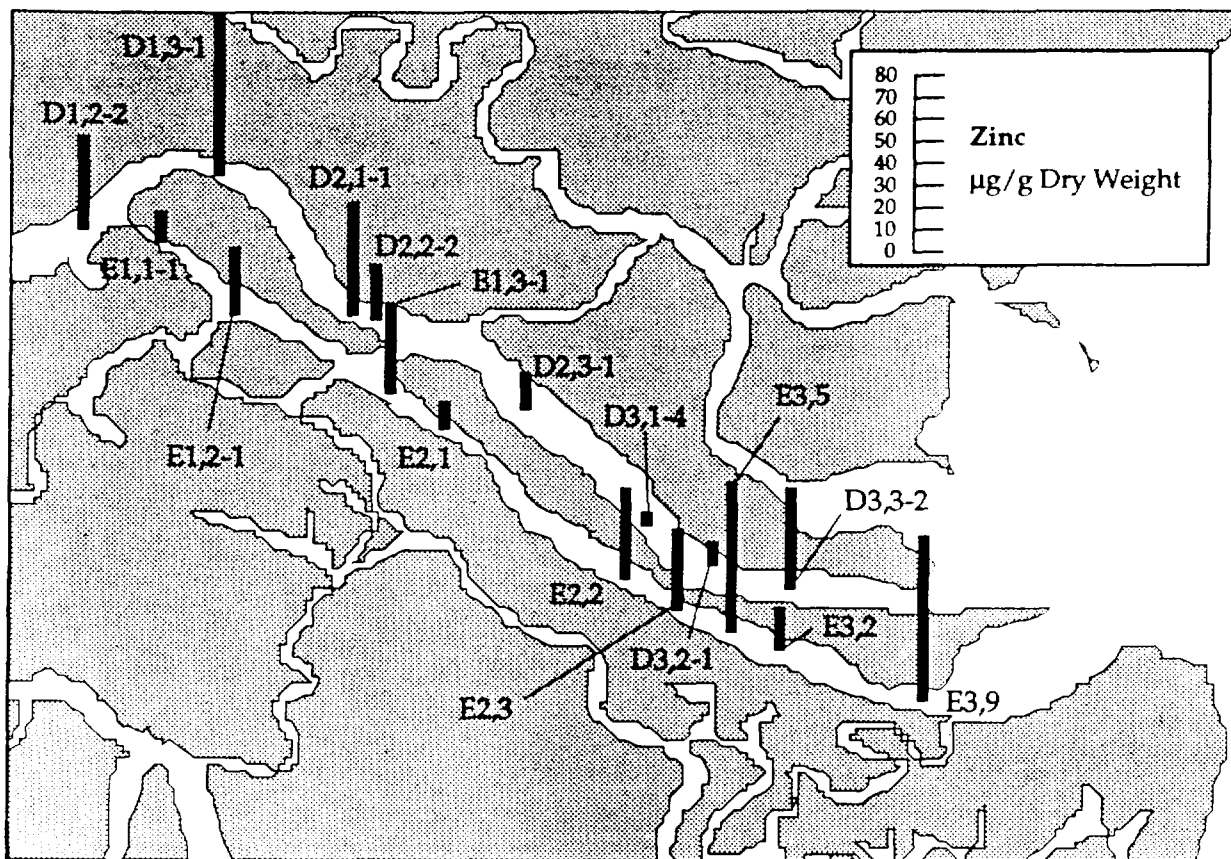 D1,3-1
80
70
60
50
40
30
20
10
0
Zinc
µg/g Dry Weight
D1,2-2
D2,1-1
D2,2-2
E1,1-1
E1,3-1
D2,3-1
E3,5
D3,1-4
E1,2-1
E2,1
D3,3-2
E2,2
E3,2
D3,2-1
E2,3
E3,9